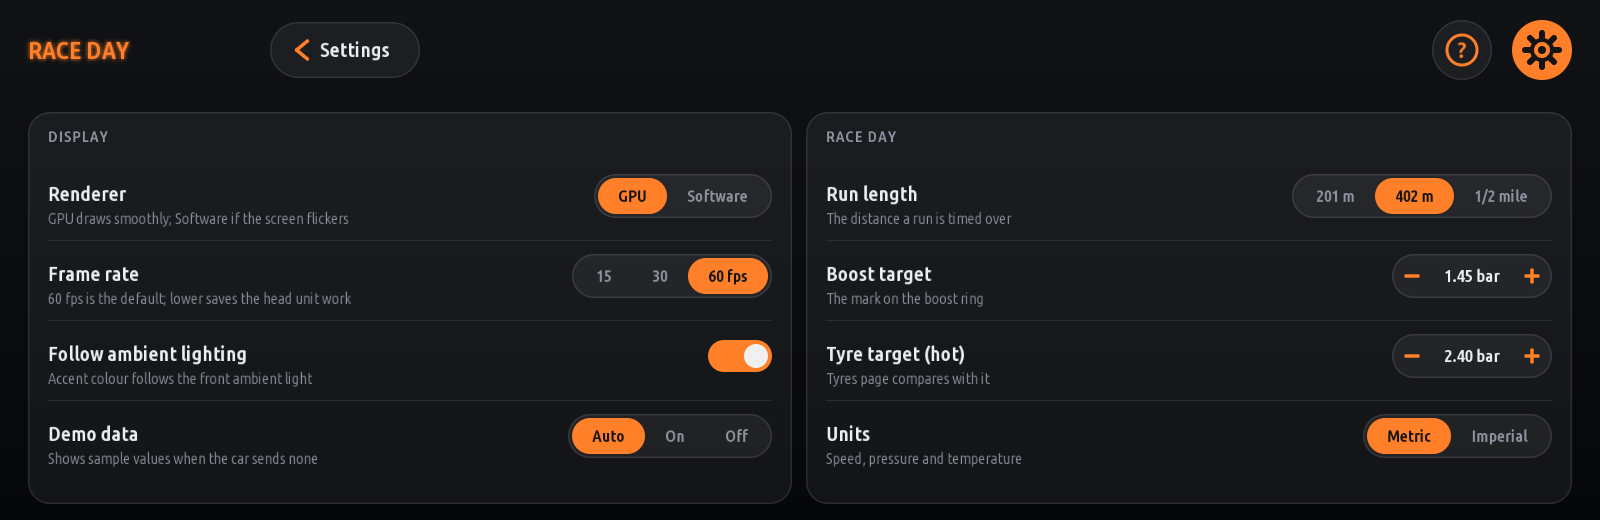 RACE DAY
Settings
?
DISPLAY
Renderer
GPU draws smoothly; Software if the screen flickers
GPU
Software
Frame rate
60 fps is the default; lower saves the head unit work
15
30
60 fps
Follow ambient lighting
Accent colour follows the front ambient light
Demo data
Shows sample values when the car sends none
Auto
On
Off
RACE DAY
Run length
The distance a run is timed over
201 m
402 m
1/2 mile
Boost target
The mark on the boost ring
− 1.45 bar +
Tyre target (hot)
Tyres page compares with it
− 2.40 bar +
Units
Speed, pressure and temperature
Metric
Imperial